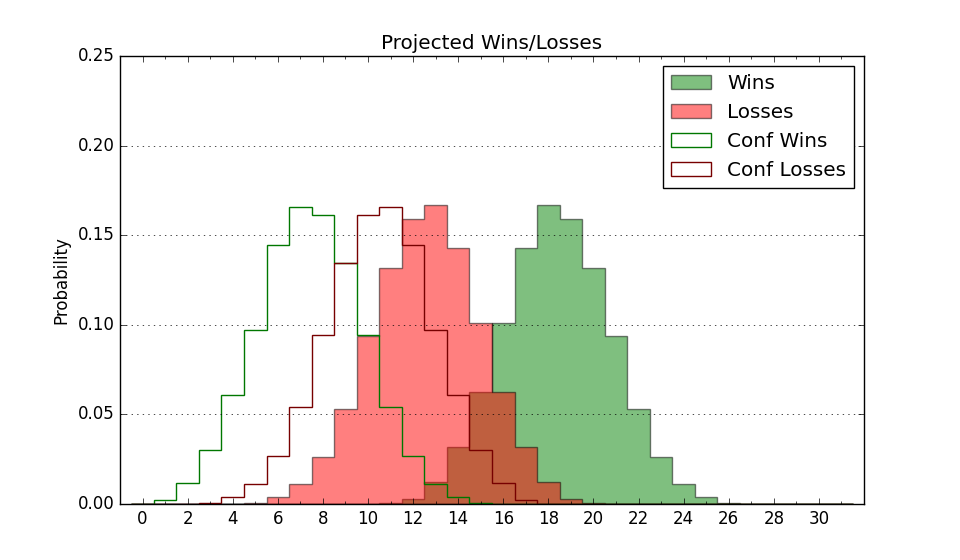 Projected Wins/Losses
0.25
0.20
0.15
0.10
0.05
0.00
Probability
Wins
Losses
Conf Wins
Conf Losses
0 2 4 6 8 10 12 14 16 18 20 22 24 26 28 30